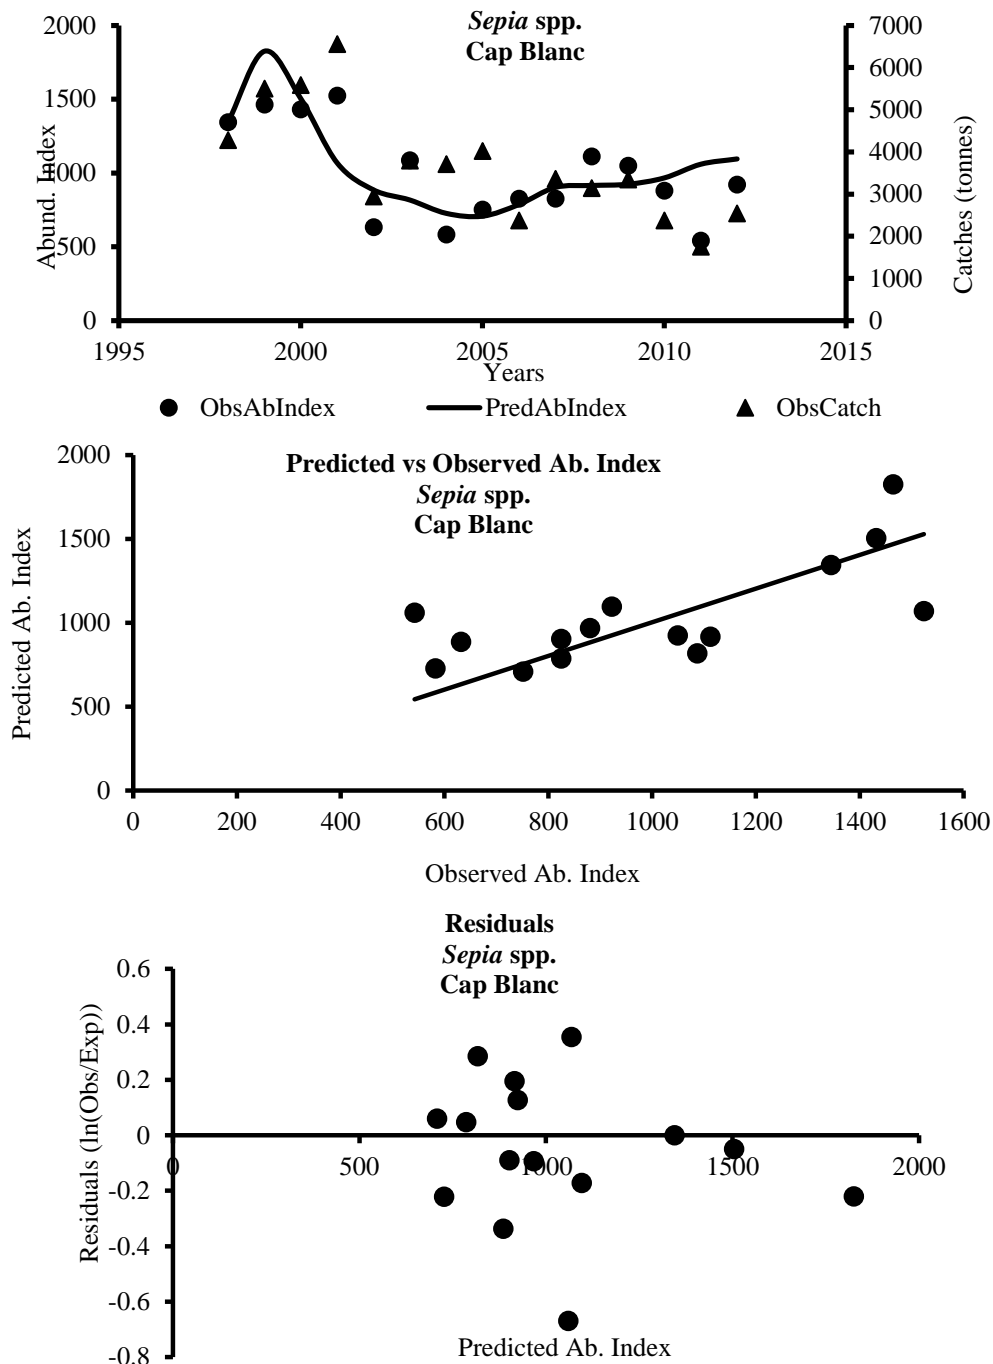 Sepia spp.
Cap Blanc
2000
1500
1000
500
0
Abund. Index
7000
6000
5000
4000
3000
2000
1000
0
Catches (tonnes)
1995 2000 2005 2010 2015
Years
ObsAbIndex PredAbIndex ObsCatch
Predicted vs Observed Ab. Index
Sepia spp.
Cap Blanc
2000
1500
1000
500
0
Predicted Ab. Index
0 200 400 600 800 1000 1200 1400 1600
Observed Ab. Index
Residuals
Sepia spp.
Cap Blanc
0.6
0.4
0.2
0
-0.2
-0.4
-0.6
-0.8
Residuals (ln(Obs/Exp))
0 500 1000 1500 2000
Predicted Ab. Index